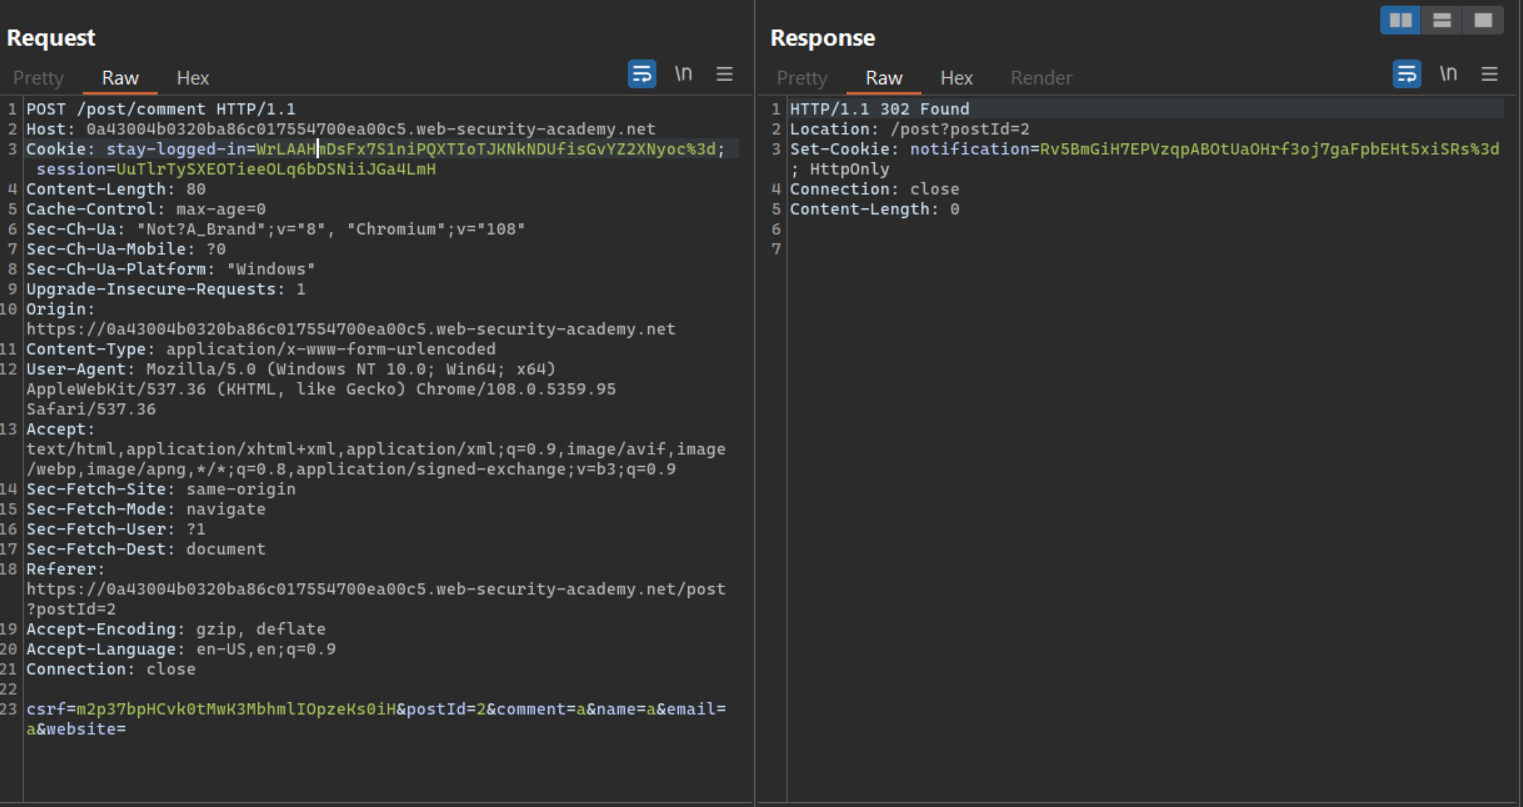 Request
Pretty Raw Hex
\n
1 POST /post/comment HTTP/1.1
2 Host: 0a43004b0320ba86c017554700ea00c5.web-security-academy.net
3 Cookie: stay-logged-in=WrLAAHmDsFx7S1niPQXTIoTJKNkNDUfisGvYZ2XNyoc%3d;
session=UuTlrTySXEOTieeOLq6bDSNiiJGa4LmH
4 Content-Length: 80
5 Cache-Control: max-age=0
6 Sec-Ch-Ua: "Not?A_Brand";v="8", "Chromium";v="108"
7 Sec-Ch-Ua-Mobile: ?0
8 Sec-Ch-Ua-Platform: "Windows"
9 Upgrade-Insecure-Requests: 1
10 Origin:
https://0a43004b0320ba86c017554700ea00c5.web-security-academy.net
11 Content-Type: application/x-www-form-urlencoded
12 User-Agent: Mozilla/5.0 (Windows NT 10.0; Win64; x64)
AppleWebKit/537.36 (KHTML, like Gecko) Chrome/108.0.5359.95
Safari/537.36
13 Accept:
text/html,application/xhtml+xml,application/xml;q=0.9,image/avif,image
/webp,image/apng,*/*;q=0.8,application/signed-exchange;v=b3;q=0.9
14 Sec-Fetch-Site: same-origin
15 Sec-Fetch-Mode: navigate
16 Sec-Fetch-User: ?1
17 Sec-Fetch-Dest: document
18 Referer:
https://0a43004b0320ba86c017554700ea00c5.web-security-academy.net/post
?postId=2
19 Accept-Encoding: gzip, deflate
20 Accept-Language: en-US,en;q=0.9
21 Connection: close
22
23 csrf=m2p37bpHCvk0tMwK3MbhmlIOpzeKs0iH&postId=2&comment=a&name=a&email=
a&website=
Response
Pretty Raw Hex Render
\n
1 HTTP/1.1 302 Found
2 Location: /post?postId=2
3 Set-Cookie: notification=Rv5BmGiH7EPVzqpABOtUaOHrf3oj7gaFpbEHt5xiSRs%3d
; HttpOnly
4 Connection: close
5 Content-Length: 0
6
7